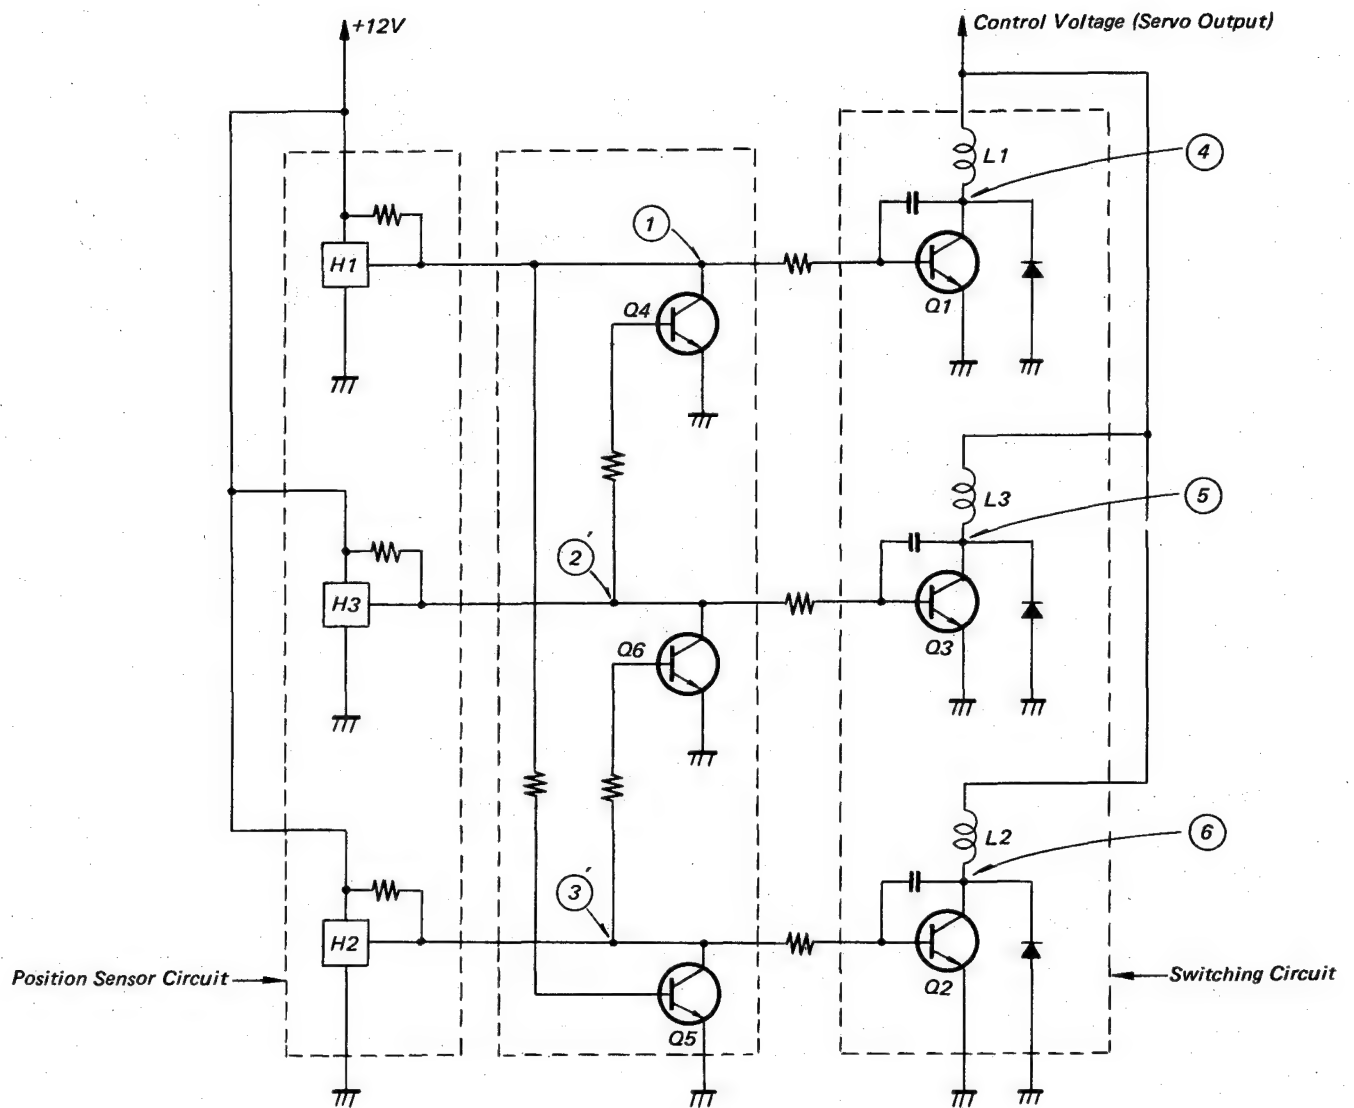 +12V
Control Voltage (Servo Output)
L1
4
1
H1
Q4
Q1
L3
5
2′
H3
Q6
Q3
L2
6
3′
H2
Position Sensor Circuit
Q2
Switching Circuit
Q5